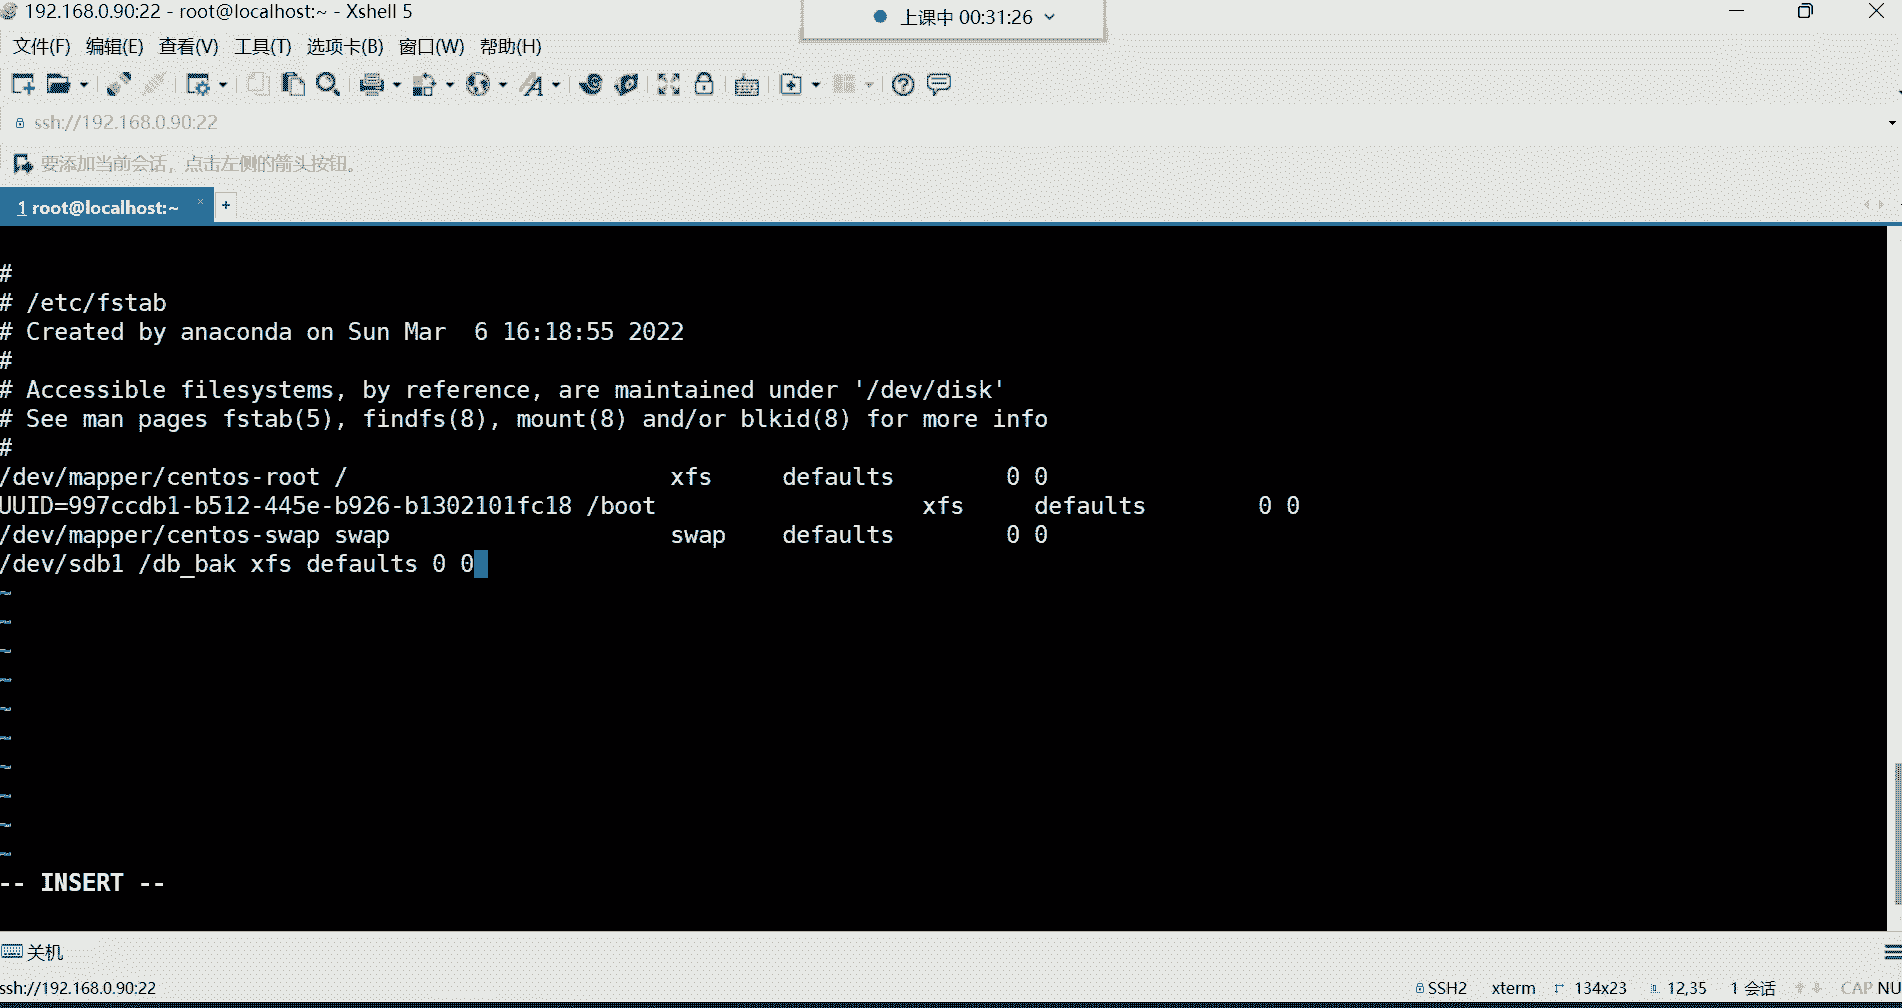 192.168.0.90:22 - root@localhost:~ - Xshell 5
上课中 00:31:26
文件(F) 编辑(E) 查看(V) 工具(T) 选项卡(B) 窗口(W) 帮助(H)
ssh://192.168.0.90:22
要添加当前会话，点击左侧的箭头按钮。
1 root@localhost:~ × +
#
# /etc/fstab
# Created by anaconda on Sun Mar  6 16:18:55 2022
#
# Accessible filesystems, by reference, are maintained under '/dev/disk'
# See man pages fstab(5), findfs(8), mount(8) and/or blkid(8) for more info
#
/dev/mapper/centos-root /                       xfs     defaults        0 0
UUID=997ccdb1-b512-445e-b926-b1302101fc18 /boot                   xfs     defaults        0 0
/dev/mapper/centos-swap swap                    swap    defaults        0 0
/dev/sdb1 /db_bak xfs defaults 0 0
~
~
~
~
~
~
~
~
~
~
-- INSERT --
关机
ssh://192.168.0.90:22 SSH2 xterm 134x23 12,35 1 会话 CAP NU